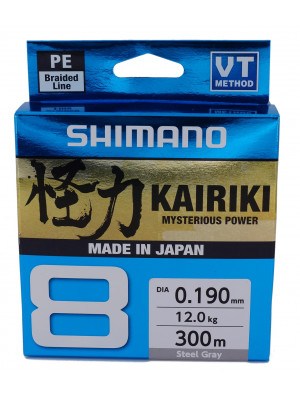 PE
Braided
Line
VT
METHOD
SHIMANO
怪力 KAIRIKI
MYSTERIOUS POWER
MADE IN JAPAN
8
DIA 0.190mm
12.0kg
300m
Steel Gray